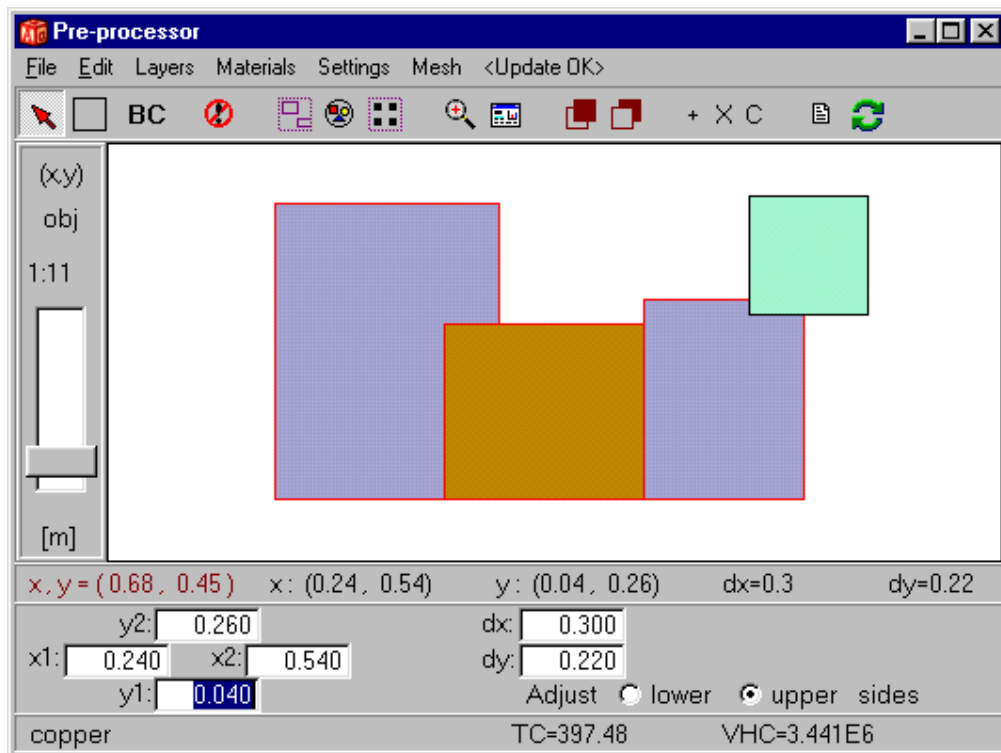 Pre-processor
File Edit Layers Materials Settings Mesh <Update OK>
BC + X C
(x,y)
obj
1:11
[m]
x, y = ( 0.68 , 0.45 ) x : (0.24 , 0.54) y : (0.04 , 0.26) dx=0.3 dy=0.22
y2: 0.260 dx: 0.300
x1: 0.240 x2: 0.540 dy: 0.220
y1: 0.040 Adjust lower upper sides
copper TC=397.48 VHC=3.441E6